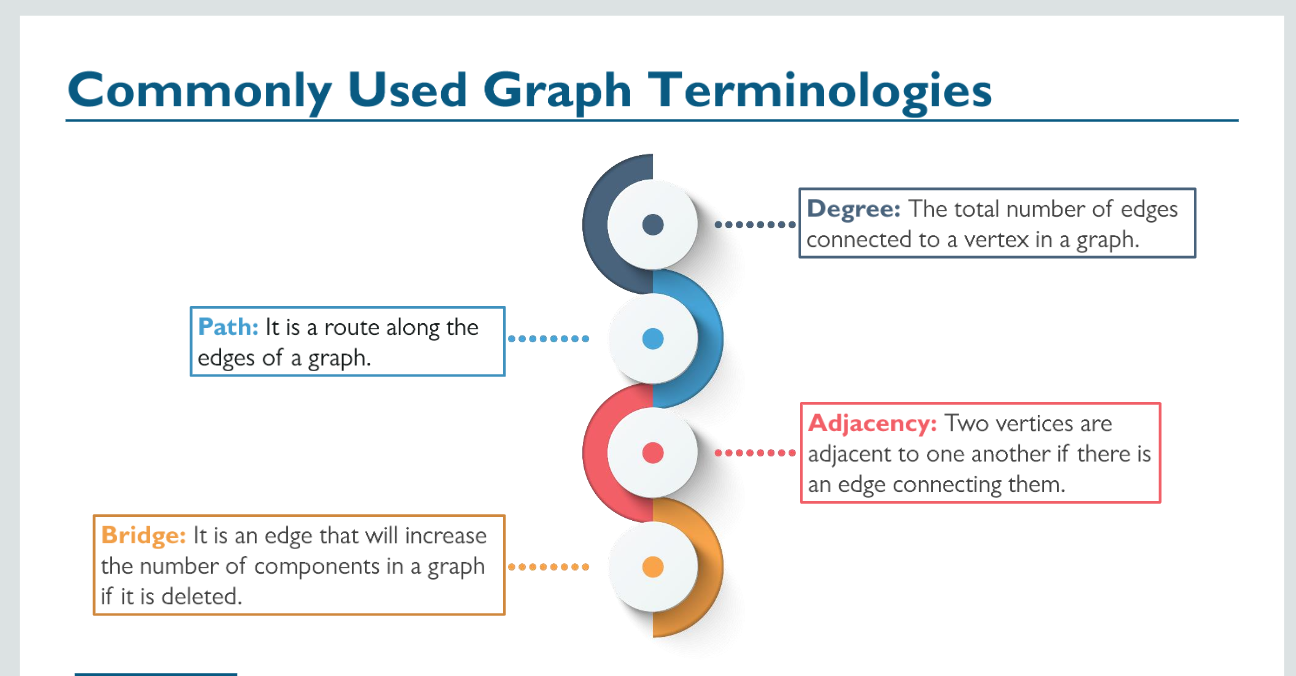 Commonly Used Graph Terminologies
Degree: The total number of edges
connected to a vertex in a graph.
Path: It is a route along the
edges of a graph.
Adjacency: Two vertices are
adjacent to one another if there is
an edge connecting them.
Bridge: It is an edge that will increase
the number of components in a graph
if it is deleted.